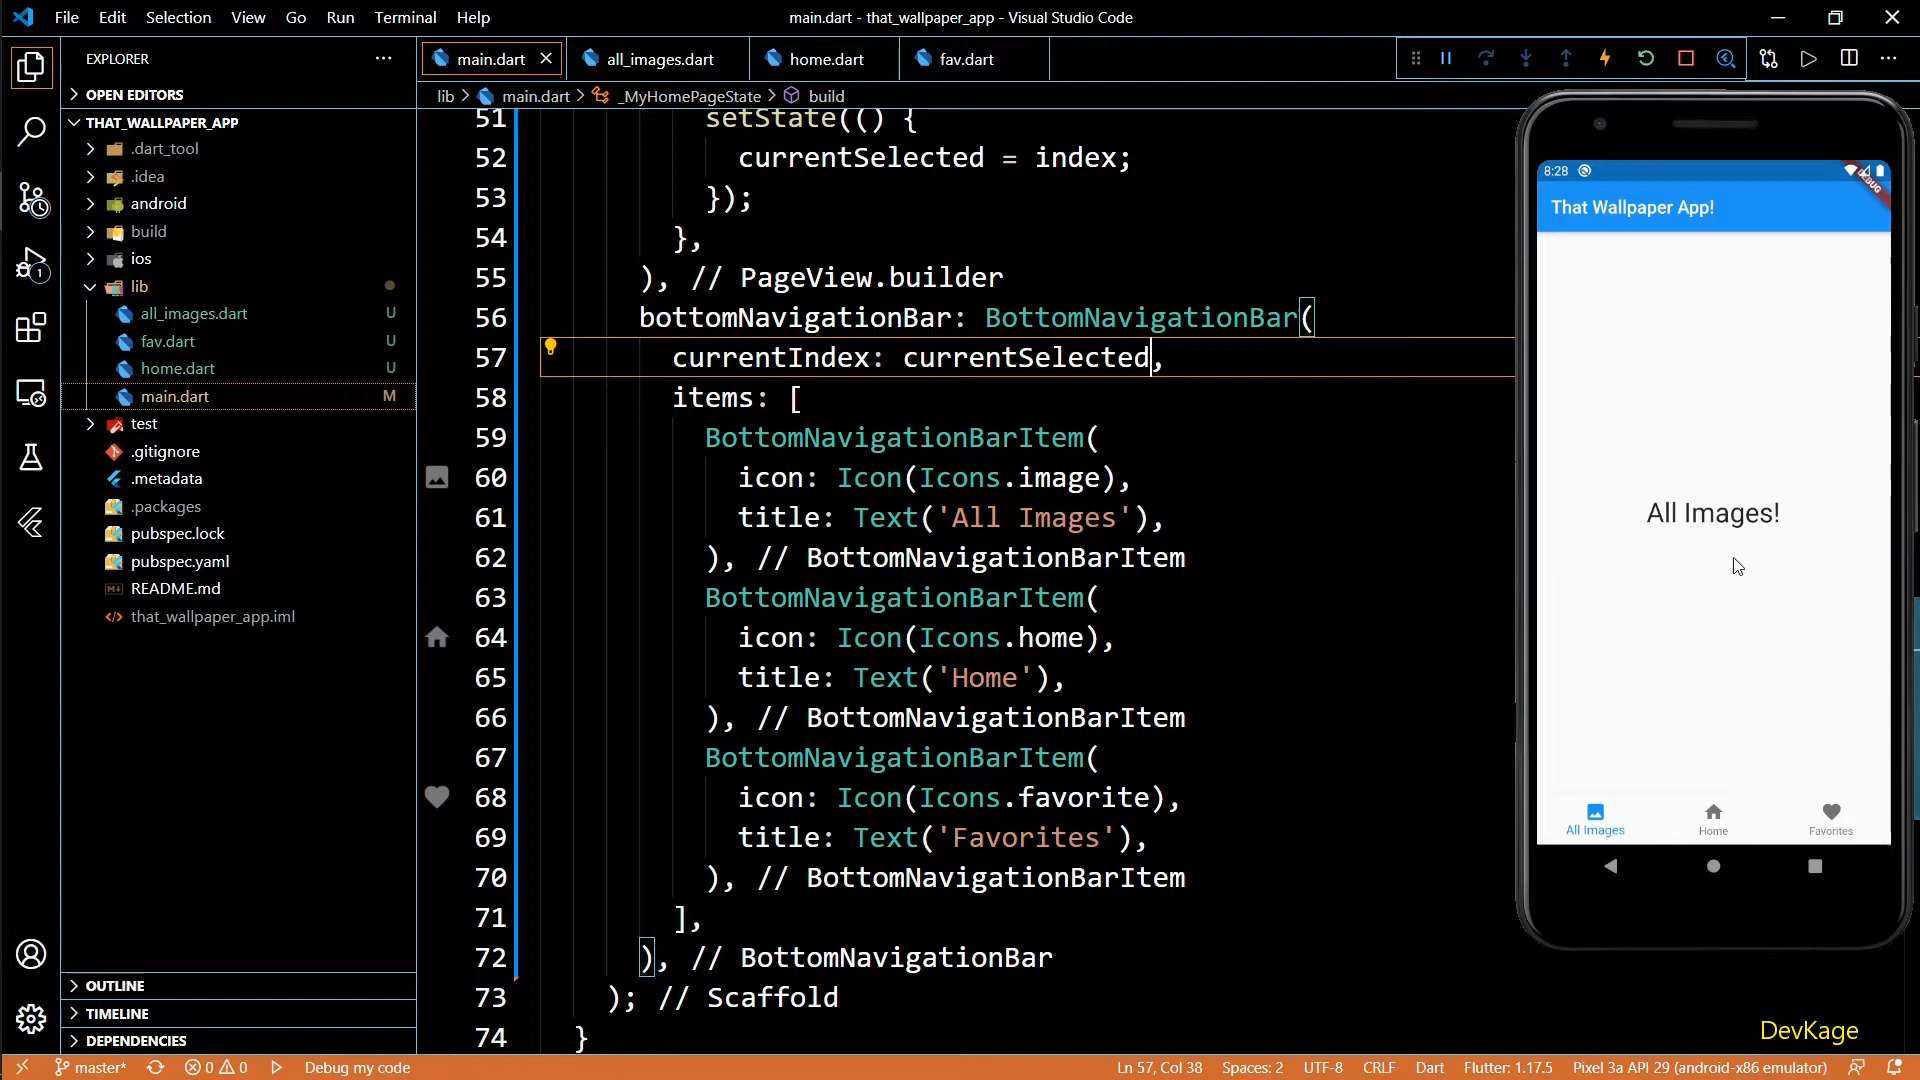 File Edit Selection View Go Run Terminal Help
main.dart - that_wallpaper_app - Visual Studio Code
EXPLORER
OPEN EDITORS
THAT_WALLPAPER_APP
.dart_tool
.idea
android
build
ios
lib
all_images.dart U
fav.dart U
home.dart U
main.dart M
test
.gitignore
.metadata
.packages
pubspec.lock
pubspec.yaml
README.md
that_wallpaper_app.iml
OUTLINE
TIMELINE
DEPENDENCIES
1
main.dart all_images.dart home.dart fav.dart
lib > main.dart > _MyHomePageState > build
51 setState(() {
52 currentSelected = index;
53 });
54 },
55 ), // PageView.builder
56 bottomNavigationBar: BottomNavigationBar(
57 currentIndex: currentSelected,
58 items: [
59 BottomNavigationBarItem(
60 icon: Icon(Icons.image),
61 title: Text('All Images'),
62 ), // BottomNavigationBarItem
63 BottomNavigationBarItem(
64 icon: Icon(Icons.home),
65 title: Text('Home'),
66 ), // BottomNavigationBarItem
67 BottomNavigationBarItem(
68 icon: Icon(Icons.favorite),
69 title: Text('Favorites'),
70 ), // BottomNavigationBarItem
71 ],
72 ), // BottomNavigationBar
73 ); // Scaffold
74 }
8:28
DEBUG
That Wallpaper App!
All Images!
All Images Home Favorites
DevKage
master* 0 0 Debug my code
Ln 57, Col 38 Spaces: 2 UTF-8 CRLF Dart Flutter: 1.17.5 Pixel 3a API 29 (android-x86 emulator)